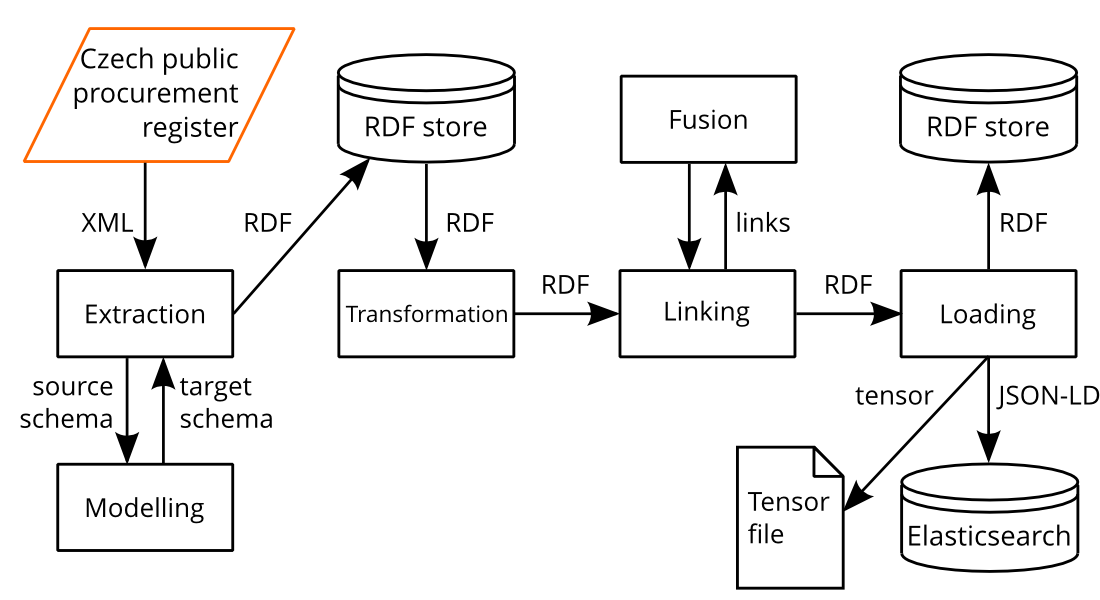 Czech public
procurement
register
RDF store
Fusion
RDF store
XML
RDF
RDF
links
RDF
Extraction
Transformation
RDF
Linking
RDF
Loading
source
schema
target
schema
tensor
JSON-LD
Modelling
Tensor
file
Elasticsearch